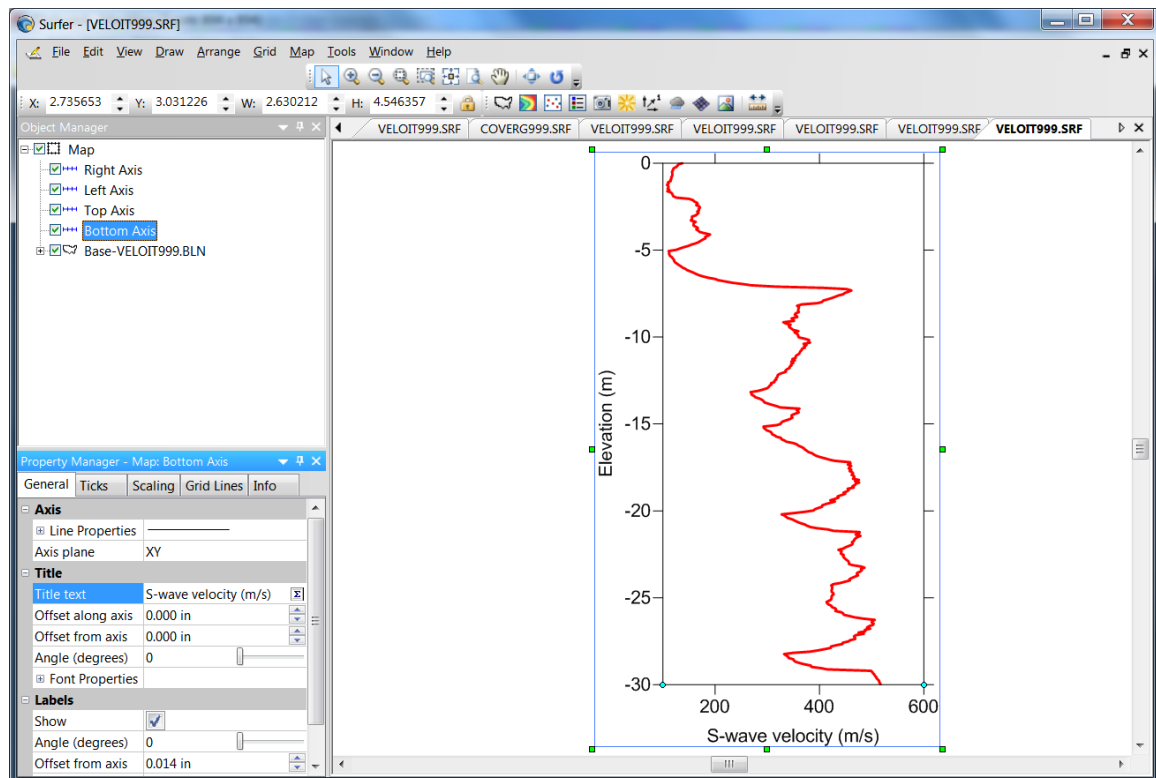 Surfer - [VELOIT999.SRF]
File Edit View Draw Arrange Grid Map Tools Window Help
X: 2.735653 Y: 3.031226 W: 2.630212 H: 4.546357
Object Manager
Map
Right Axis
Left Axis
Top Axis
Bottom Axis
Base-VELOIT999.BLN
Property Manager - Map: Bottom Axis
General Ticks Scaling Grid Lines Info
Axis
Line Properties
Axis plane XY
Title
Title text S-wave velocity (m/s)
Offset along axis 0.000 in
Offset from axis 0.000 in
Angle (degrees) 0
Font Properties
Labels
Show
Angle (degrees) 0
Offset from axis 0.014 in
VELOIT999.SRF COVERG999.SRF VELOIT999.SRF VELOIT999.SRF VELOIT999.SRF VELOIT999.SRF VELOIT999.SRF
0
-5
-10
-15
-20
-25
-30
Elevation (m)
200 400 600
S-wave velocity (m/s)